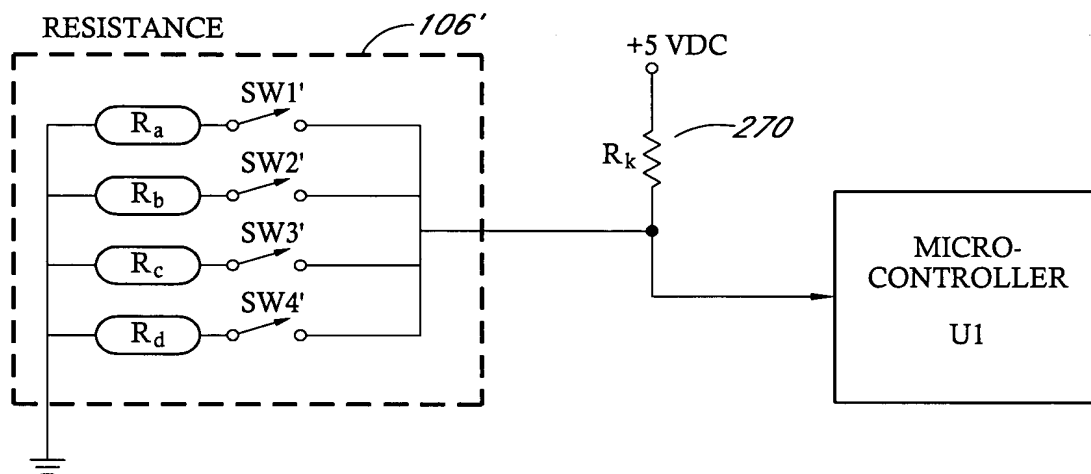 RESISTANCE
106'
+5 VDC
SW1'
Ra
270
Rk
SW2'
Rb
SW3'
Rc
MICRO-
CONTROLLER
U1
SW4'
Rd